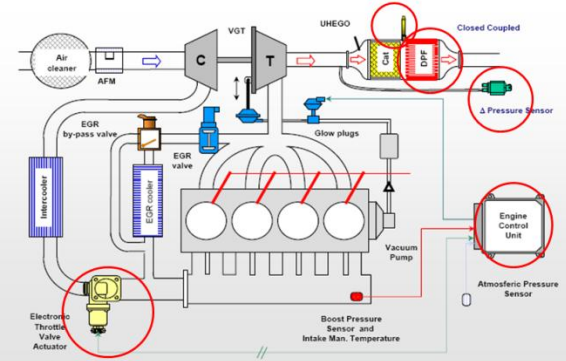 VGT
UHEGO
Closed Coupled
Air
cleaner
AFM
C
T
Cat
DPF
Δ Pressure Sensor
EGR
by-pass valve
EGR
valve
Glow plugs
Intercooler
EGR cooler
Engine
Control
Unit
Vacuum
Pump
Atmosferic Pressure
Sensor
Electronic
Throttle
Valve
Actuator
Boost Pressure
Sensor and
Intake Man. Temperature